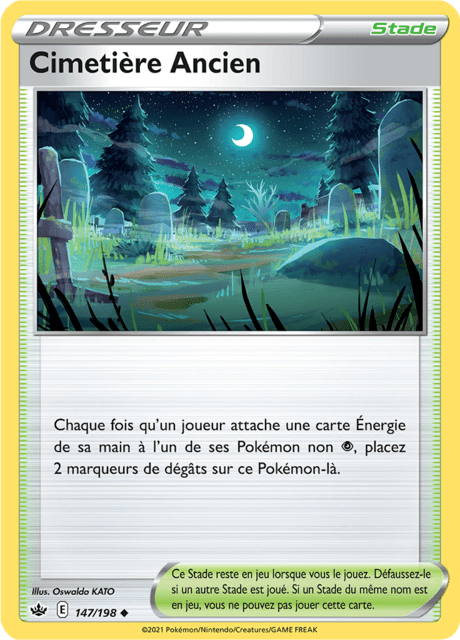 DRESSEUR Stade
Cimetière Ancien
Chaque fois qu'un joueur attache une carte Énergie
de sa main à l'un de ses Pokémon non , placez
2 marqueurs de dégâts sur ce Pokémon-là.
Illus. Oswaldo KATO
Ce Stade reste en jeu lorsque vous le jouez. Défaussez-le
si un autre Stade est joué. Si un Stade du même nom est
en jeu, vous ne pouvez pas jouer cette carte.
E 147/198
©2021 Pokémon/Nintendo/Creatures/GAME FREAK